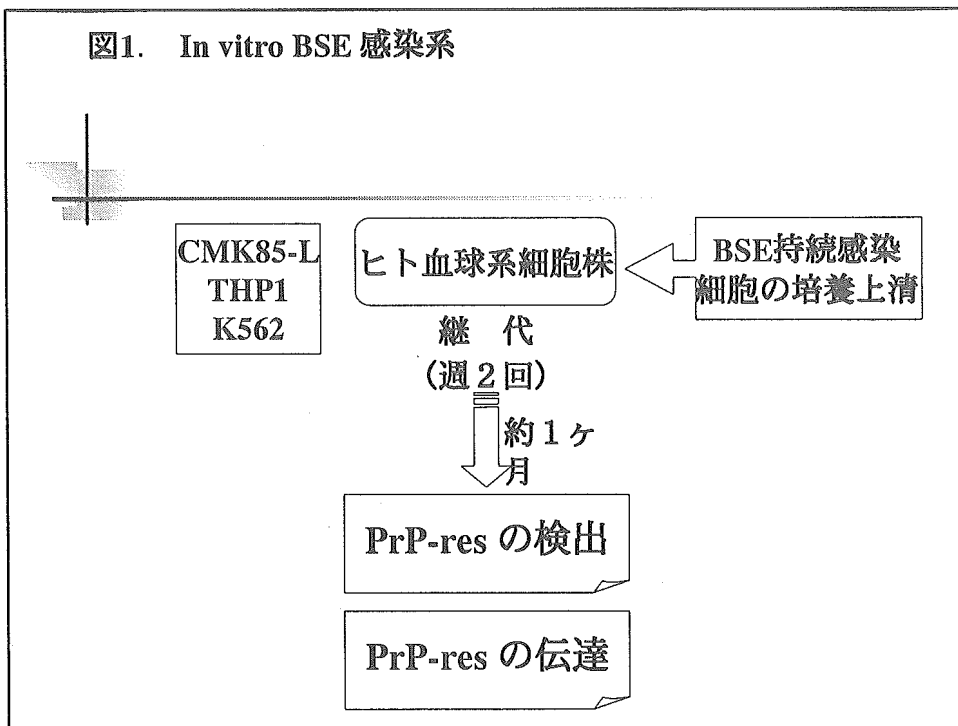 図1. In vitro BSE 感染系
CMK85-L
THP1
K562
ヒト血球系細胞株
BSE持続感染
細胞の培養上清
継 代
(週2回)
約1ヶ
月
PrP-res の検出
PrP-res の伝達